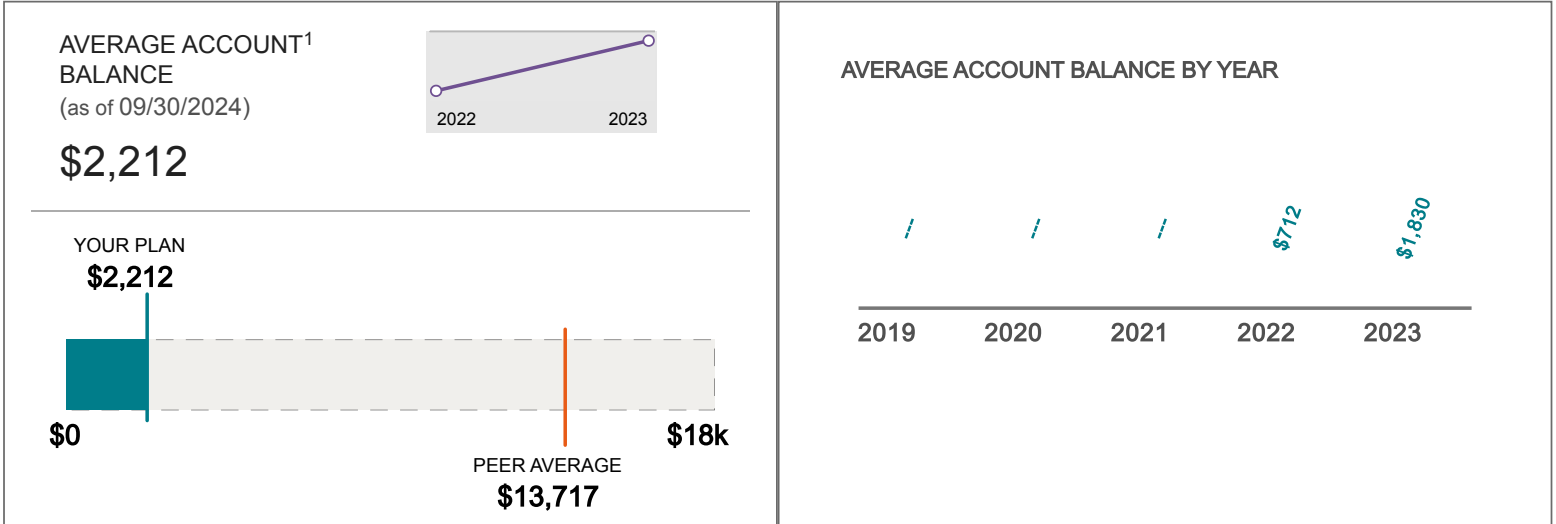 AVERAGE ACCOUNT1
BALANCE
(as of 09/30/2024)
$2,212
2022 2023
YOUR PLAN
$2,212
$0 $18k
PEER AVERAGE
$13,717
AVERAGE ACCOUNT BALANCE BY YEAR
--- --- --- $712 $1,830
2019 2020 2021 2022 2023